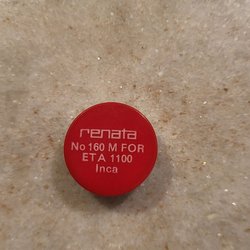 renata
No 160 M FOR
ETA 1100
Inca